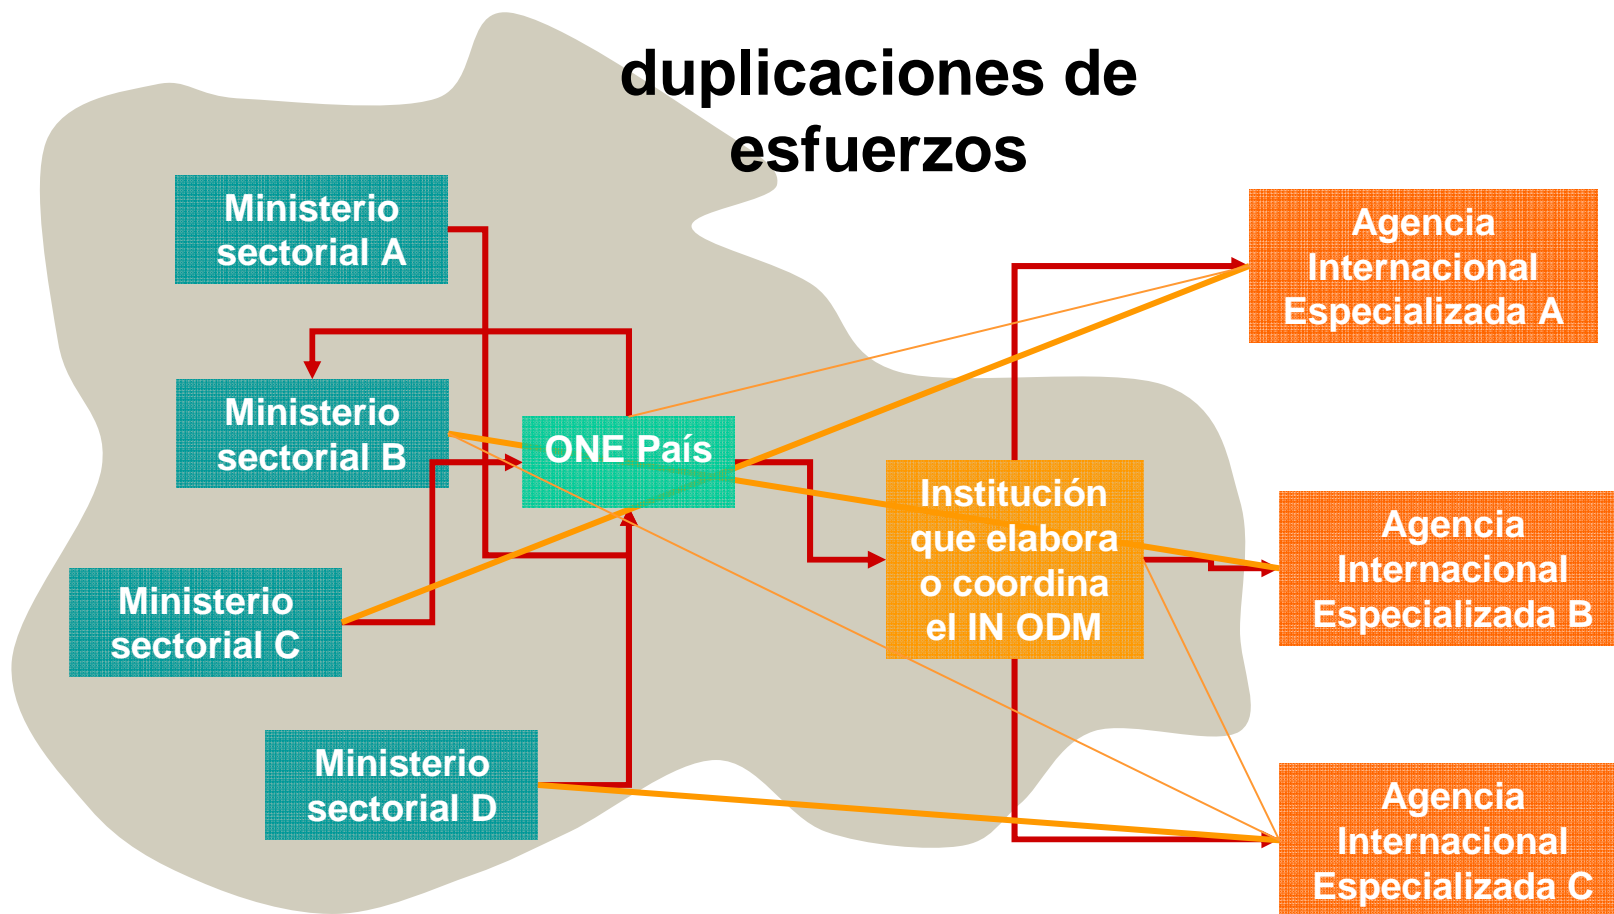 duplicaciones de
esfuerzos
Ministerio
sectorial A
Ministerio
sectorial B
Ministerio
sectorial C
Ministerio
sectorial D
ONE País
Institución
que elabora
o coordina
el IN ODM
Agencia
Internacional
Especializada A
Agencia
Internacional
Especializada B
Agencia
Internacional
Especializada C